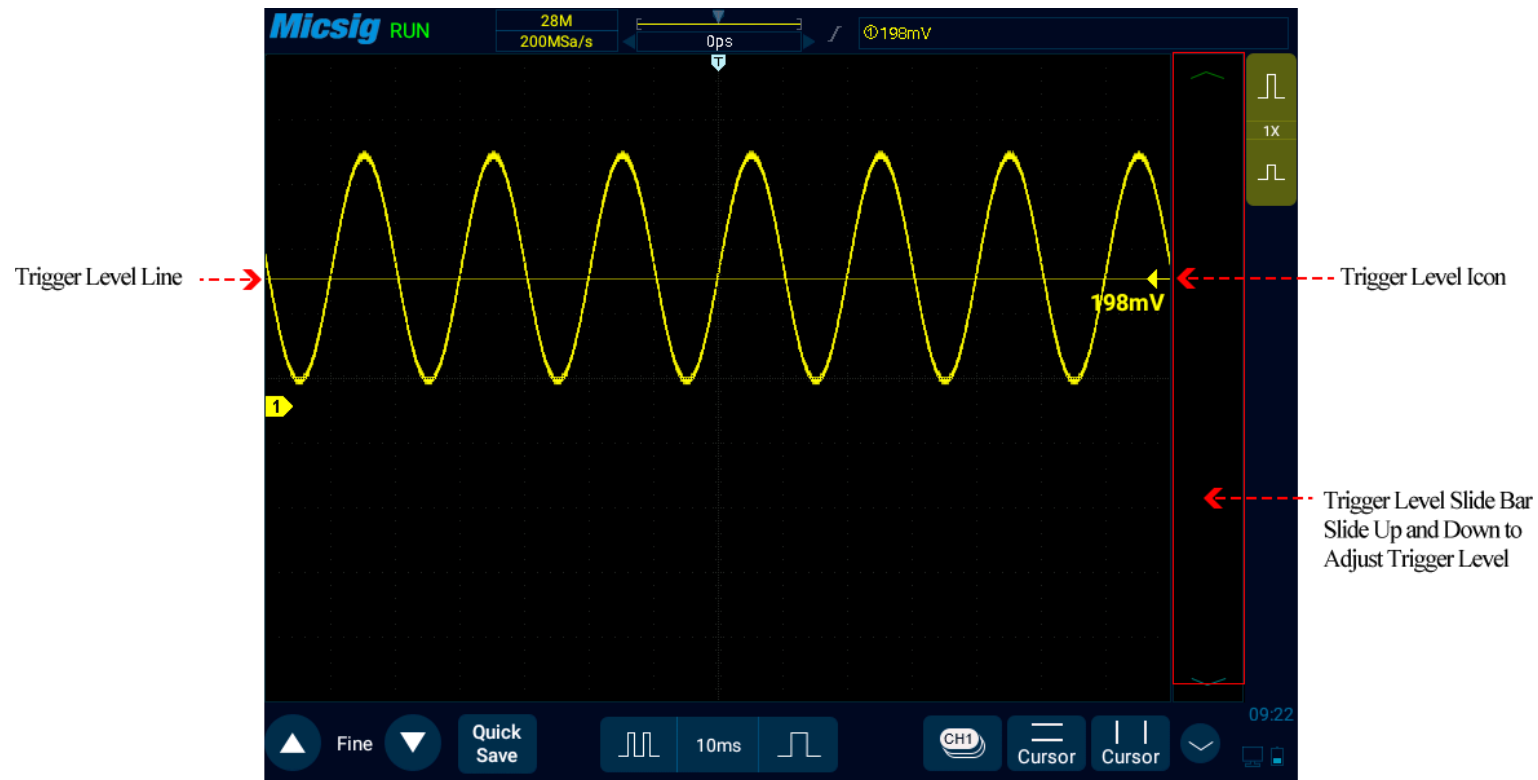 Micsig RUN
28M
200MSa/s
0ps
①198mV
T
1X
Trigger Level Line
Trigger Level Icon
198mV
1
Trigger Level Slide Bar
Slide Up and Down to
Adjust Trigger Level
Fine
Quick
Save
10ms
CH1
Cursor
Cursor
09:22